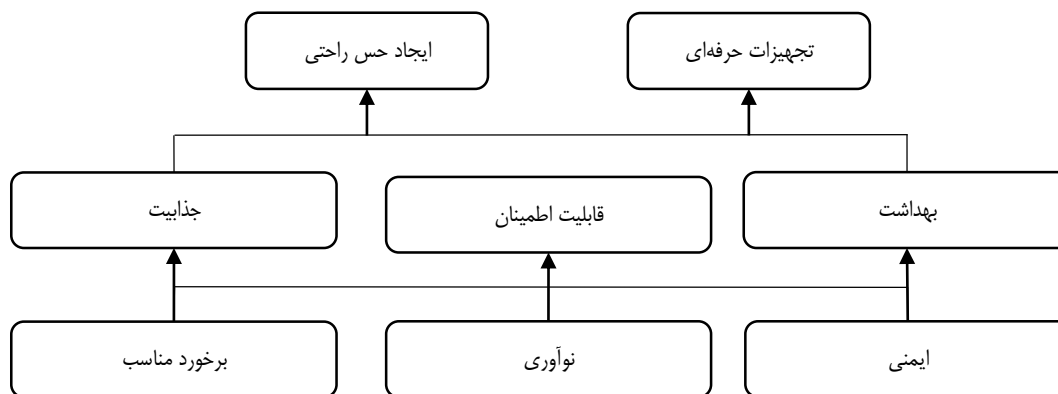 تجهیزات حرفه‌ای
ایجاد حس راحتی
بهداشت
قابلیت اطمینان
جذابیت
ایمنی
نوآوری
برخورد مناسب